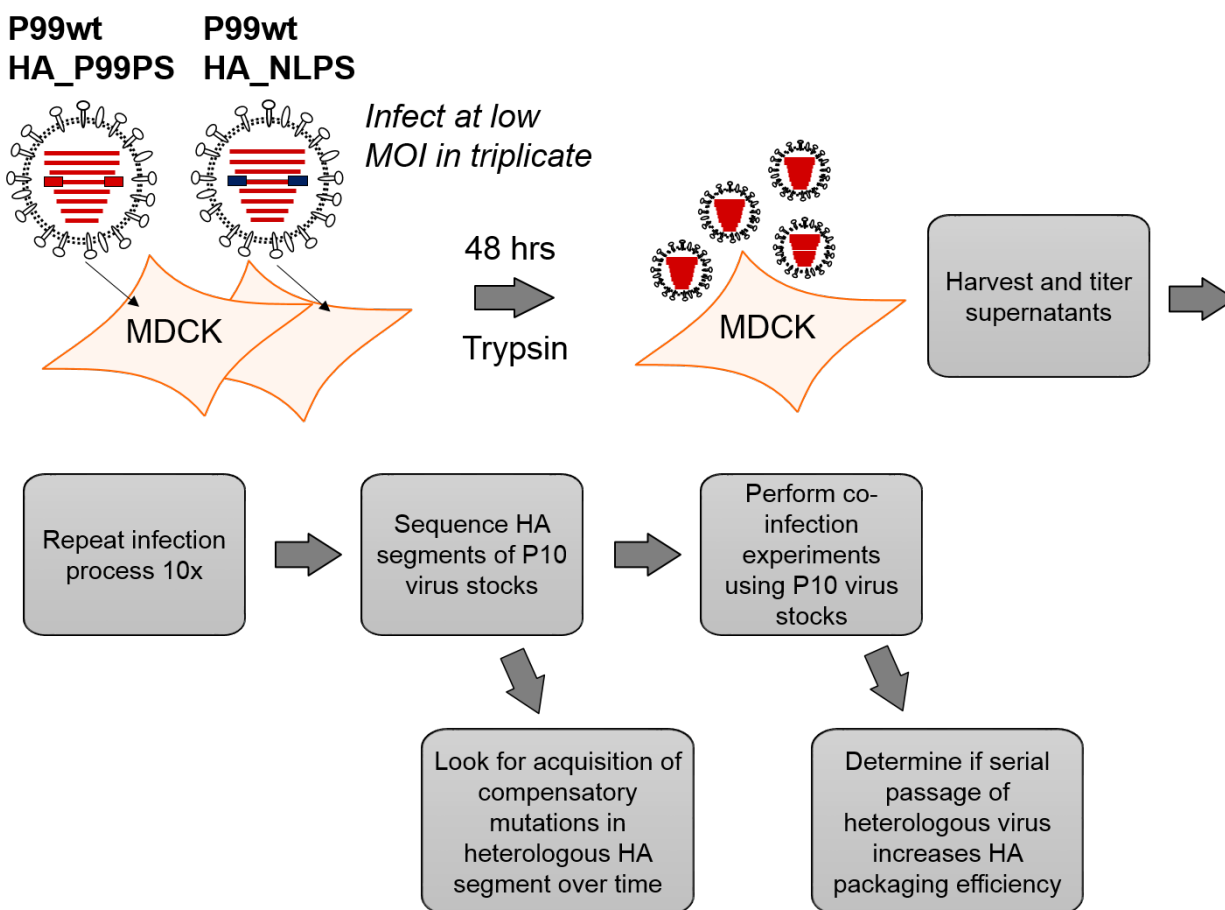 P99wt
HA_P99PS
P99wt
HA_NLPS
Infect at low
MOI in triplicate
MDCK
48 hrs
Trypsin
MDCK
Harvest and titer
supernatants
Repeat infection
process 10x
Sequence HA
segments of P10
virus stocks
Perform co-
infection
experiments
using P10 virus
stocks
Look for acquisition of
compensatory
mutations in
heterologous HA
segment over time
Determine if serial
passage of
heterologous virus
increases HA
packaging efficiency